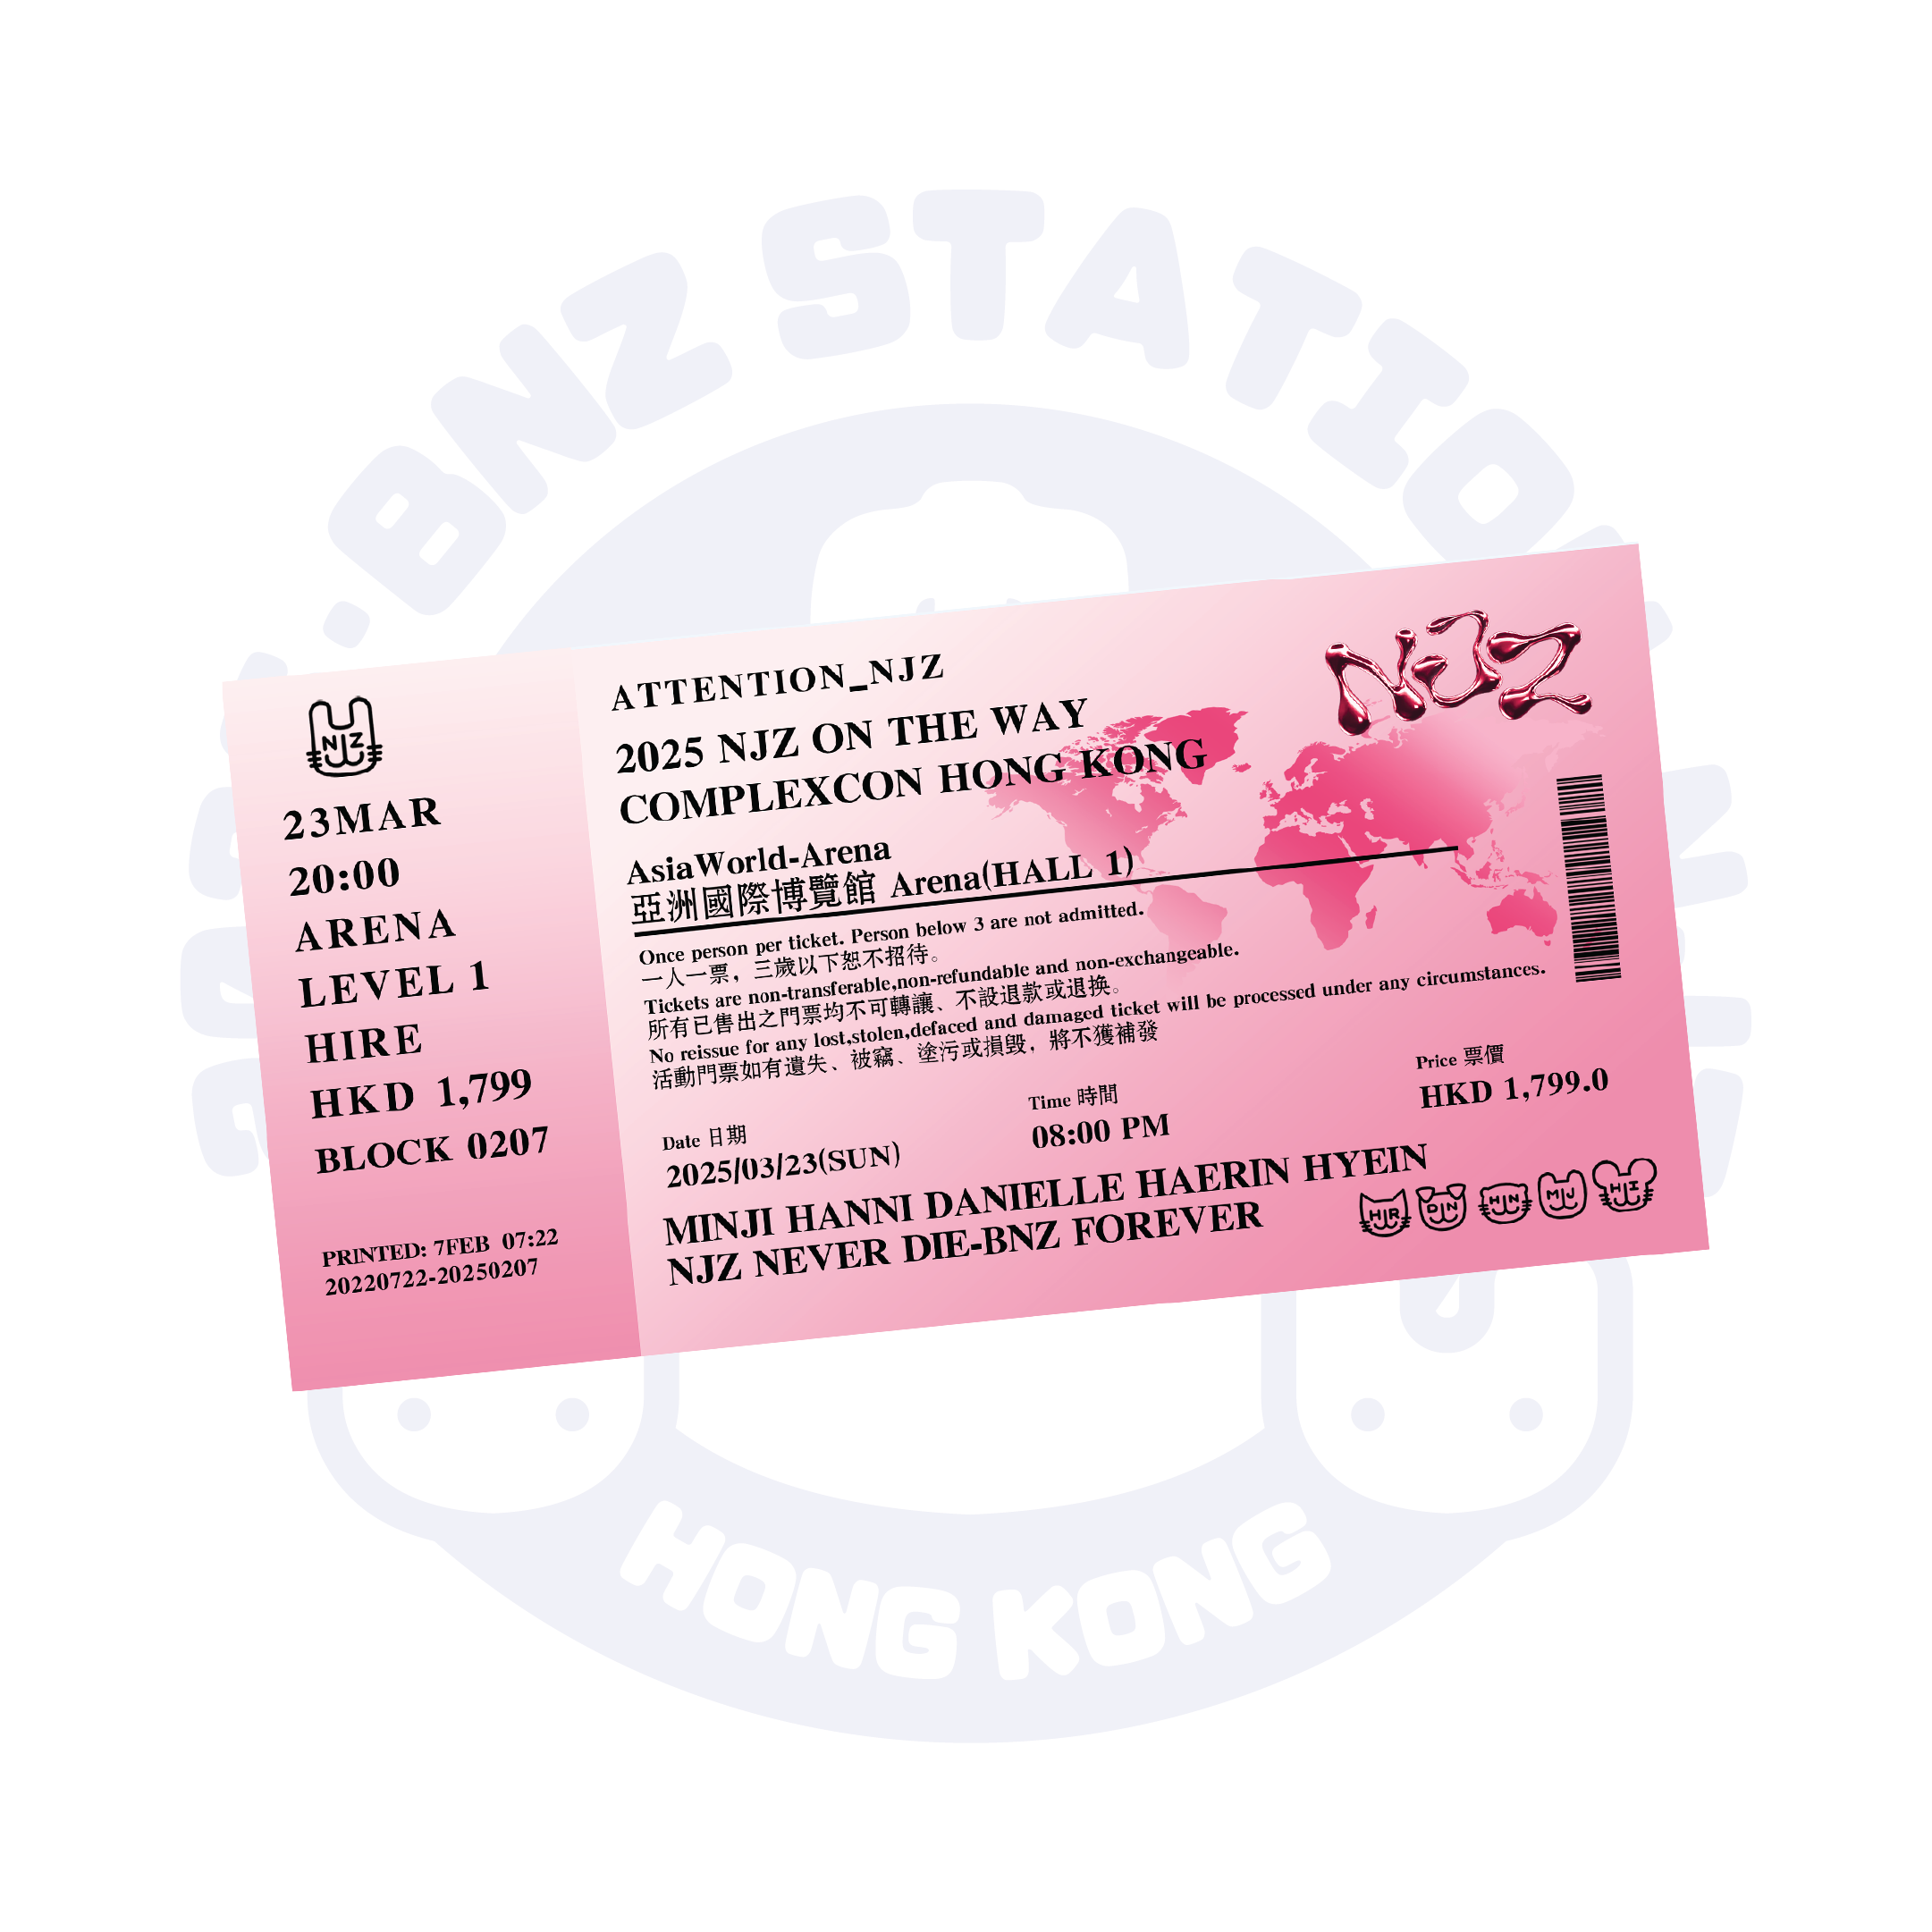 BNZ STATION
NJZ
23MAR
20:00
ARENA
LEVEL 1
HIRE
HKD 1,799
BLOCK 0207
PRINTED: 7FEB 07:22
20220722-20250207
ATTENTION_NJZ
2025 NJZ ON THE WAY
COMPLEXCON HONG KONG
NJZ
AsiaWorld-Arena
亞洲國際博覽館 Arena(HALL 1)
Once person per ticket. Person below 3 are not admitted.
一人一票，三歲以下恕不招待。
Tickets are non-transferable,non-refundable and non-exchangeable.
所有已售出之門票均不可轉讓、不設退款或退换。
No reissue for any lost,stolen,defaced and damaged ticket will be processed under any circumstances.
活動門票如有遺失、被竊、塗污或損毀，將不獲補發
Date 日期
2025/03/23(SUN)
Time 時間
08:00 PM
Price 票價
HKD 1,799.0
MINJI HANNI DANIELLE HAERIN HYEIN
NJZ NEVER DIE-BNZ FOREVER
HJR DJN HJN MJJ HJI
HONG KONG